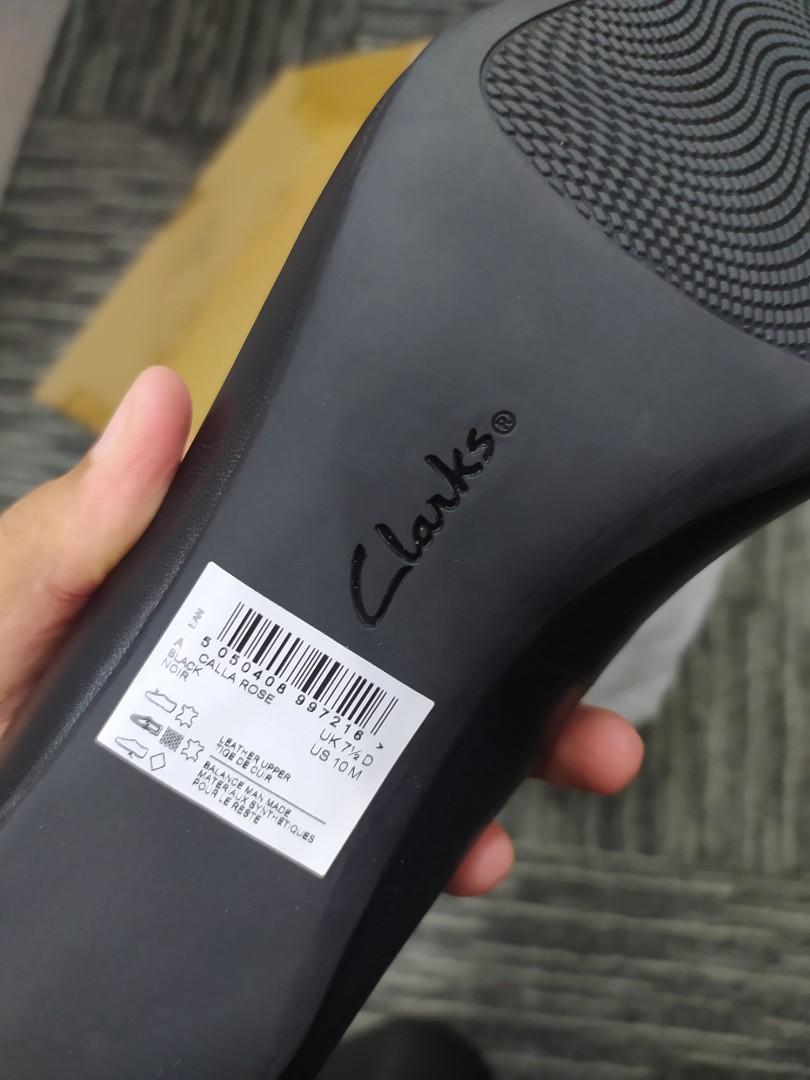 Clarks®
EAN
5 050408 997216 >
A CALLA ROSE
BLACK
NOIR
UK 7½ D
US 10 M
LEATHER UPPER
TIGE DE CUIR
BALANCE MAN MADE
MATERIAUX SYNTHETIQUES
POUR LE RESTE